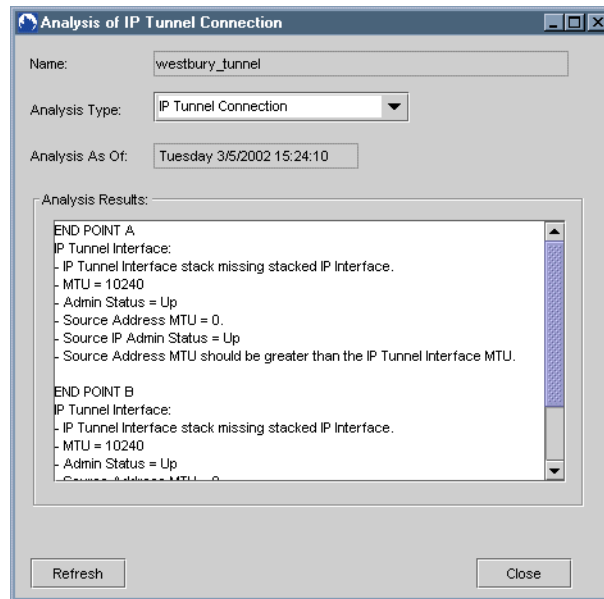 Analysis of IP Tunnel Connection
Name: westbury_tunnel
Analysis Type: IP Tunnel Connection
Analysis As Of: Tuesday 3/5/2002 15:24:10
Analysis Results:
END POINT A
IP Tunnel Interface:
- IP Tunnel Interface stack missing stacked IP Interface.
- MTU = 10240
- Admin Status = Up
- Source Address MTU = 0.
- Source IP Admin Status = Up
- Source Address MTU should be greater than the IP Tunnel Interface MTU.
END POINT B
IP Tunnel Interface:
- IP Tunnel Interface stack missing stacked IP Interface.
- MTU = 10240
- Admin Status = Up
- Source Address MTU = 0
Refresh Close